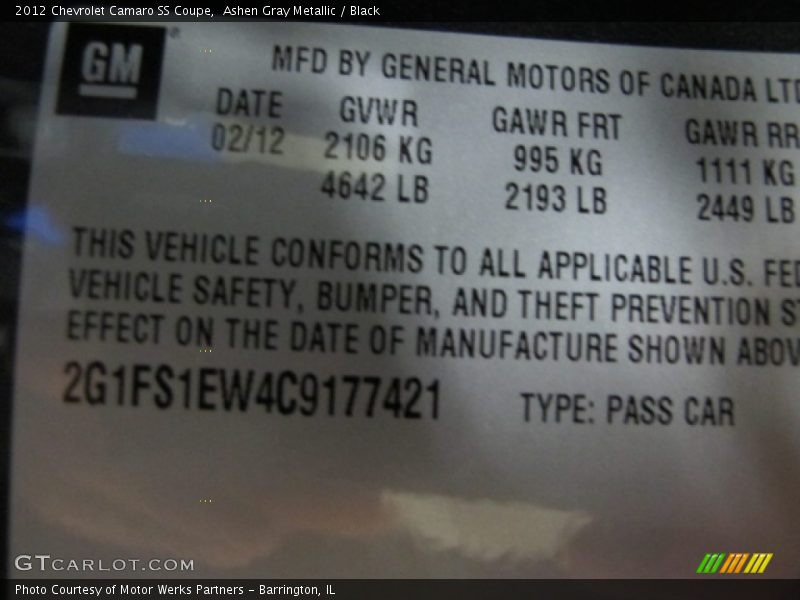 2012 Chevrolet Camaro SS Coupe,  Ashen Gray Metallic / Black
GM
MFD BY GENERAL MOTORS OF CANADA LTD
DATE GVWR GAWR FRT GAWR RR
02/12 2106 KG 995 KG 1111 KG
4642 LB 2193 LB 2449 LB
THIS VEHICLE CONFORMS TO ALL APPLICABLE U.S.
VEHICLE SAFETY, BUMPER, AND THEFT PREVENTION
EFFECT ON THE DATE OF MANUFACTURE SHOWN
2G1FS1EW4C9177421 TYPE: PASS CAR
GTCARLOT.COM
Photo Courtesy of Motor Werks Partners - Barrington, IL